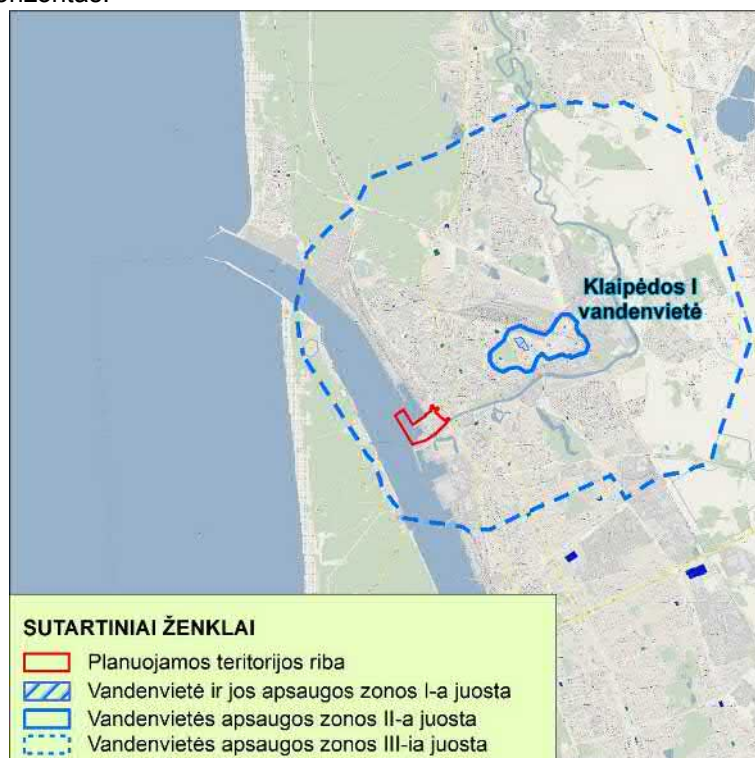 Klaipėdos I
vandenvietė
SUTARTINIAI ŽENKLAI
Planuojamos teritorijos riba
Vandenvietė ir jos apsaugos zonos I-a juosta
Vandenvietės apsaugos zonos II-a juosta
Vandenvietės apsaugos zonos III-ia juosta